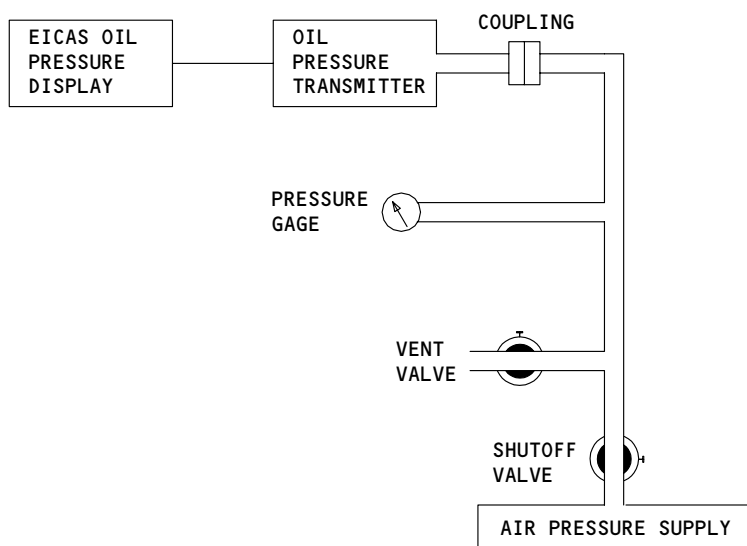 COUPLING
EICAS OIL
PRESSURE
DISPLAY
OIL
PRESSURE
TRANSMITTER
PRESSURE
GAGE
VENT
VALVE
SHUTOFF
VALVE
AIR PRESSURE SUPPLY